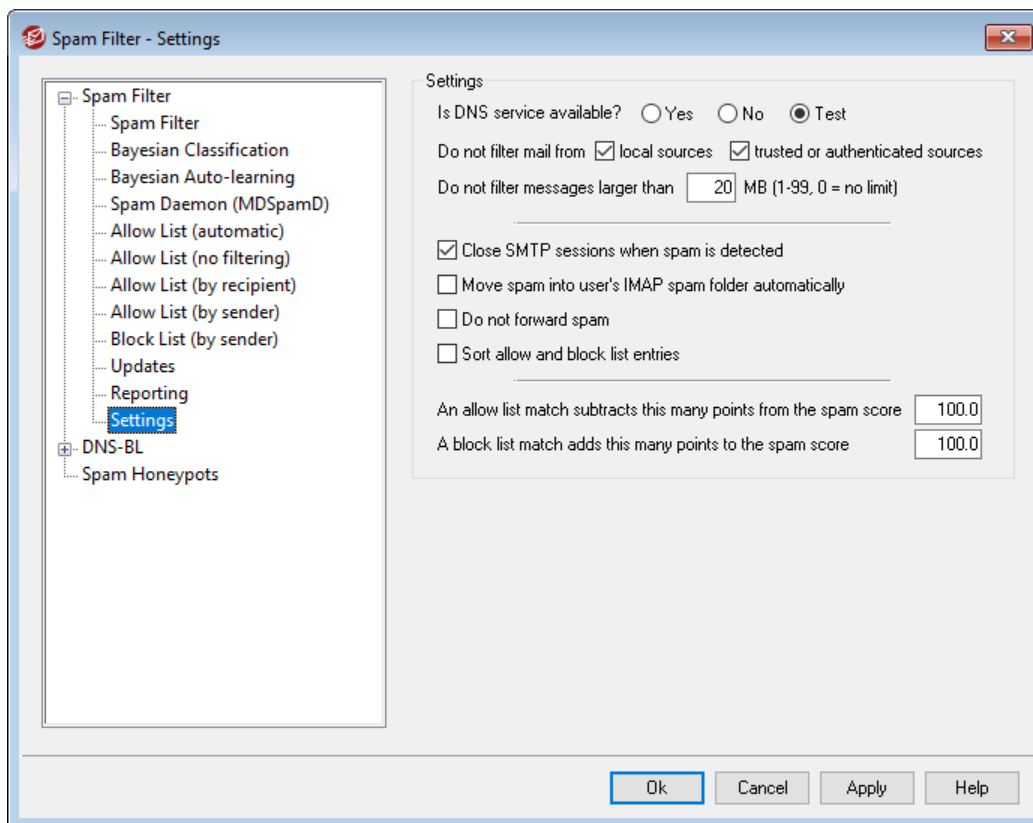 Spam Filter - Settings
Spam Filter
Spam Filter
Bayesian Classification
Bayesian Auto-learning
Spam Daemon (MDSpamD)
Allow List (automatic)
Allow List (no filtering)
Allow List (by recipient)
Allow List (by sender)
Block List (by sender)
Updates
Reporting
Settings
DNS-BL
Spam Honeypots
Settings
Is DNS service available? Yes No Test
Do not filter mail from local sources trusted or authenticated sources
Do not filter messages larger than 20 MB (1-99, 0 = no limit)
Close SMTP sessions when spam is detected
Move spam into user's IMAP spam folder automatically
Do not forward spam
Sort allow and block list entries
An allow list match subtracts this many points from the spam score 100.0
A block list match adds this many points to the spam score 100.0
Ok Cancel Apply Help